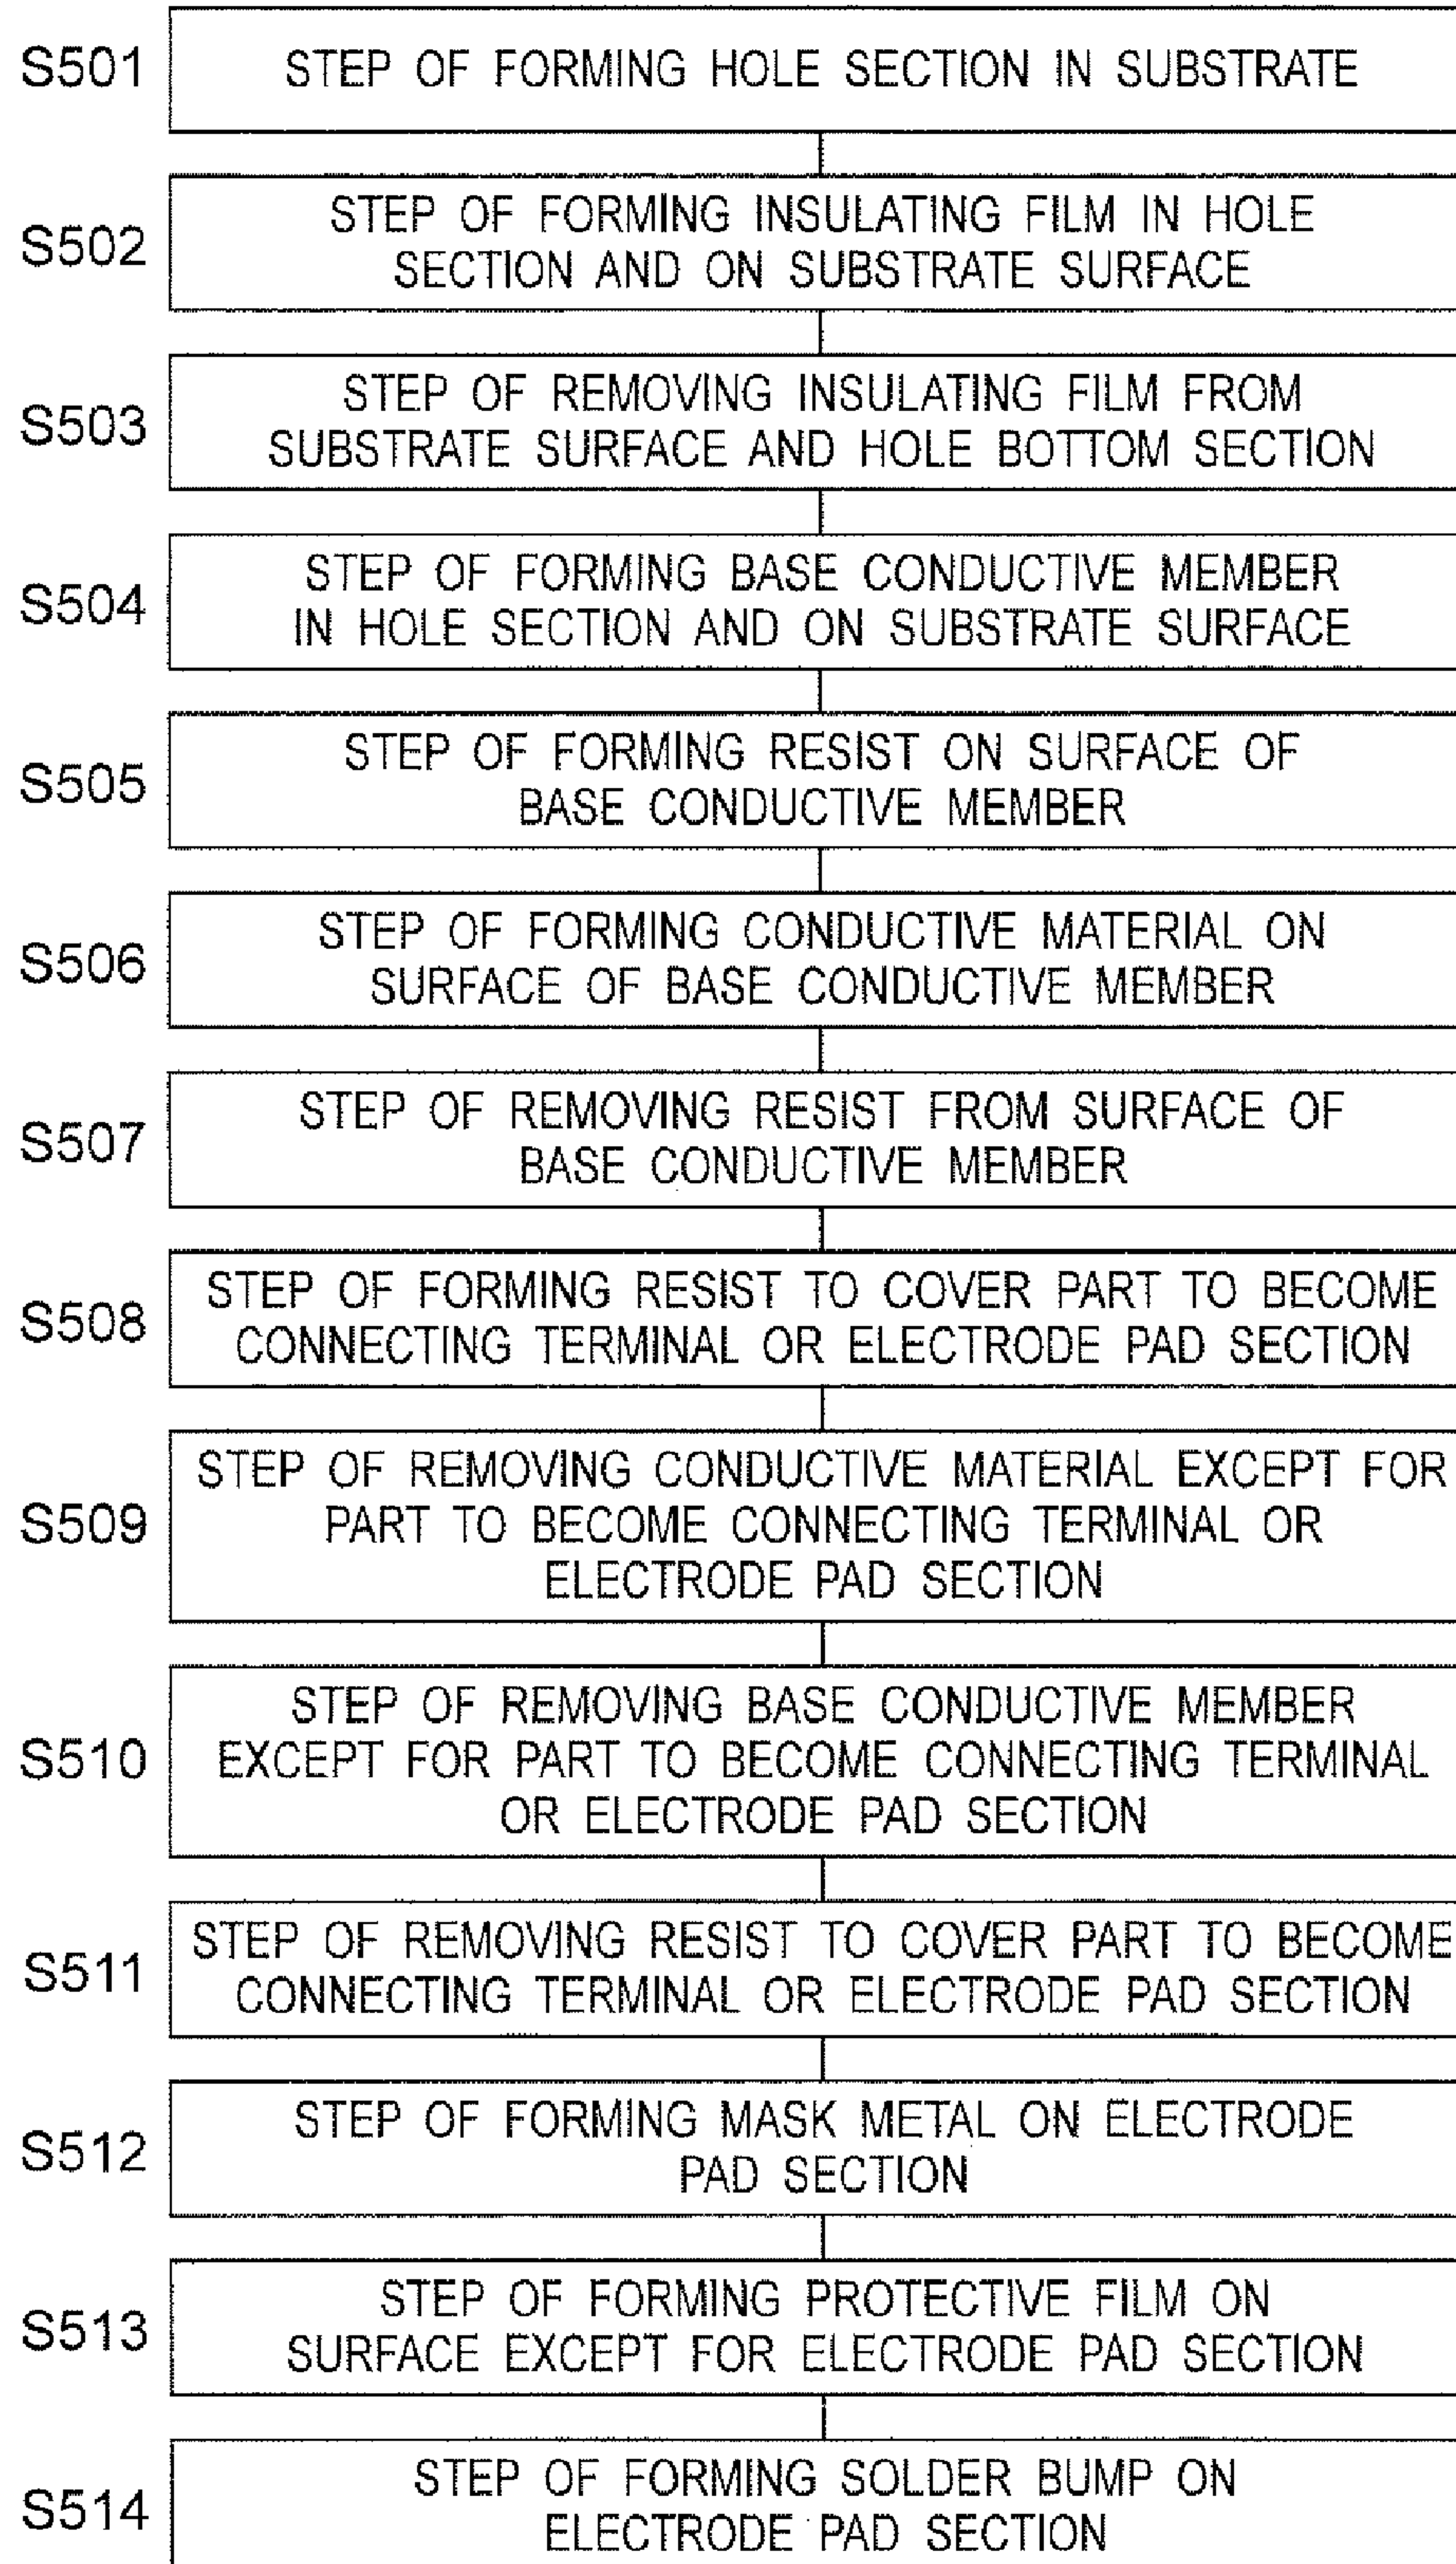 S501
STEP OF FORMING HOLE SECTION IN SUBSTRATE
S502
STEP OF FORMING INSULATING FILM IN HOLE
SECTION AND ON SUBSTRATE SURFACE
S503
STEP OF REMOVING INSULATING FILM FROM
SUBSTRATE SURFACE AND HOLE BOTTOM SECTION
S504
STEP OF FORMING BASE CONDUCTIVE MEMBER
IN HOLE SECTION AND ON SUBSTRATE SURFACE
S505
STEP OF FORMING RESIST ON SURFACE OF
BASE CONDUCTIVE MEMBER
S506
STEP OF FORMING CONDUCTIVE MATERIAL ON
SURFACE OF BASE CONDUCTIVE MEMBER
S507
STEP OF REMOVING RESIST FROM SURFACE OF
BASE CONDUCTIVE MEMBER
S508
STEP OF FORMING RESIST TO COVER PART TO BECOME
CONNECTING TERMINAL OR ELECTRODE PAD SECTION
S509
STEP OF REMOVING CONDUCTIVE MATERIAL EXCEPT FOR
PART TO BECOME CONNECTING TERMINAL OR
ELECTRODE PAD SECTION
S510
STEP OF REMOVING BASE CONDUCTIVE MEMBER
EXCEPT FOR PART TO BECOME CONNECTING TERMINAL
OR ELECTRODE PAD SECTION
S511
STEP OF REMOVING RESIST TO COVER PART TO BECOME
CONNECTING TERMINAL OR ELECTRODE PAD SECTION
S512
STEP OF FORMING MASK METAL ON ELECTRODE
PAD SECTION
S513
STEP OF FORMING PROTECTIVE FILM ON
SURFACE EXCEPT FOR ELECTRODE PAD SECTION
S514
STEP OF FORMING SOLDER BUMP ON
ELECTRODE PAD SECTION